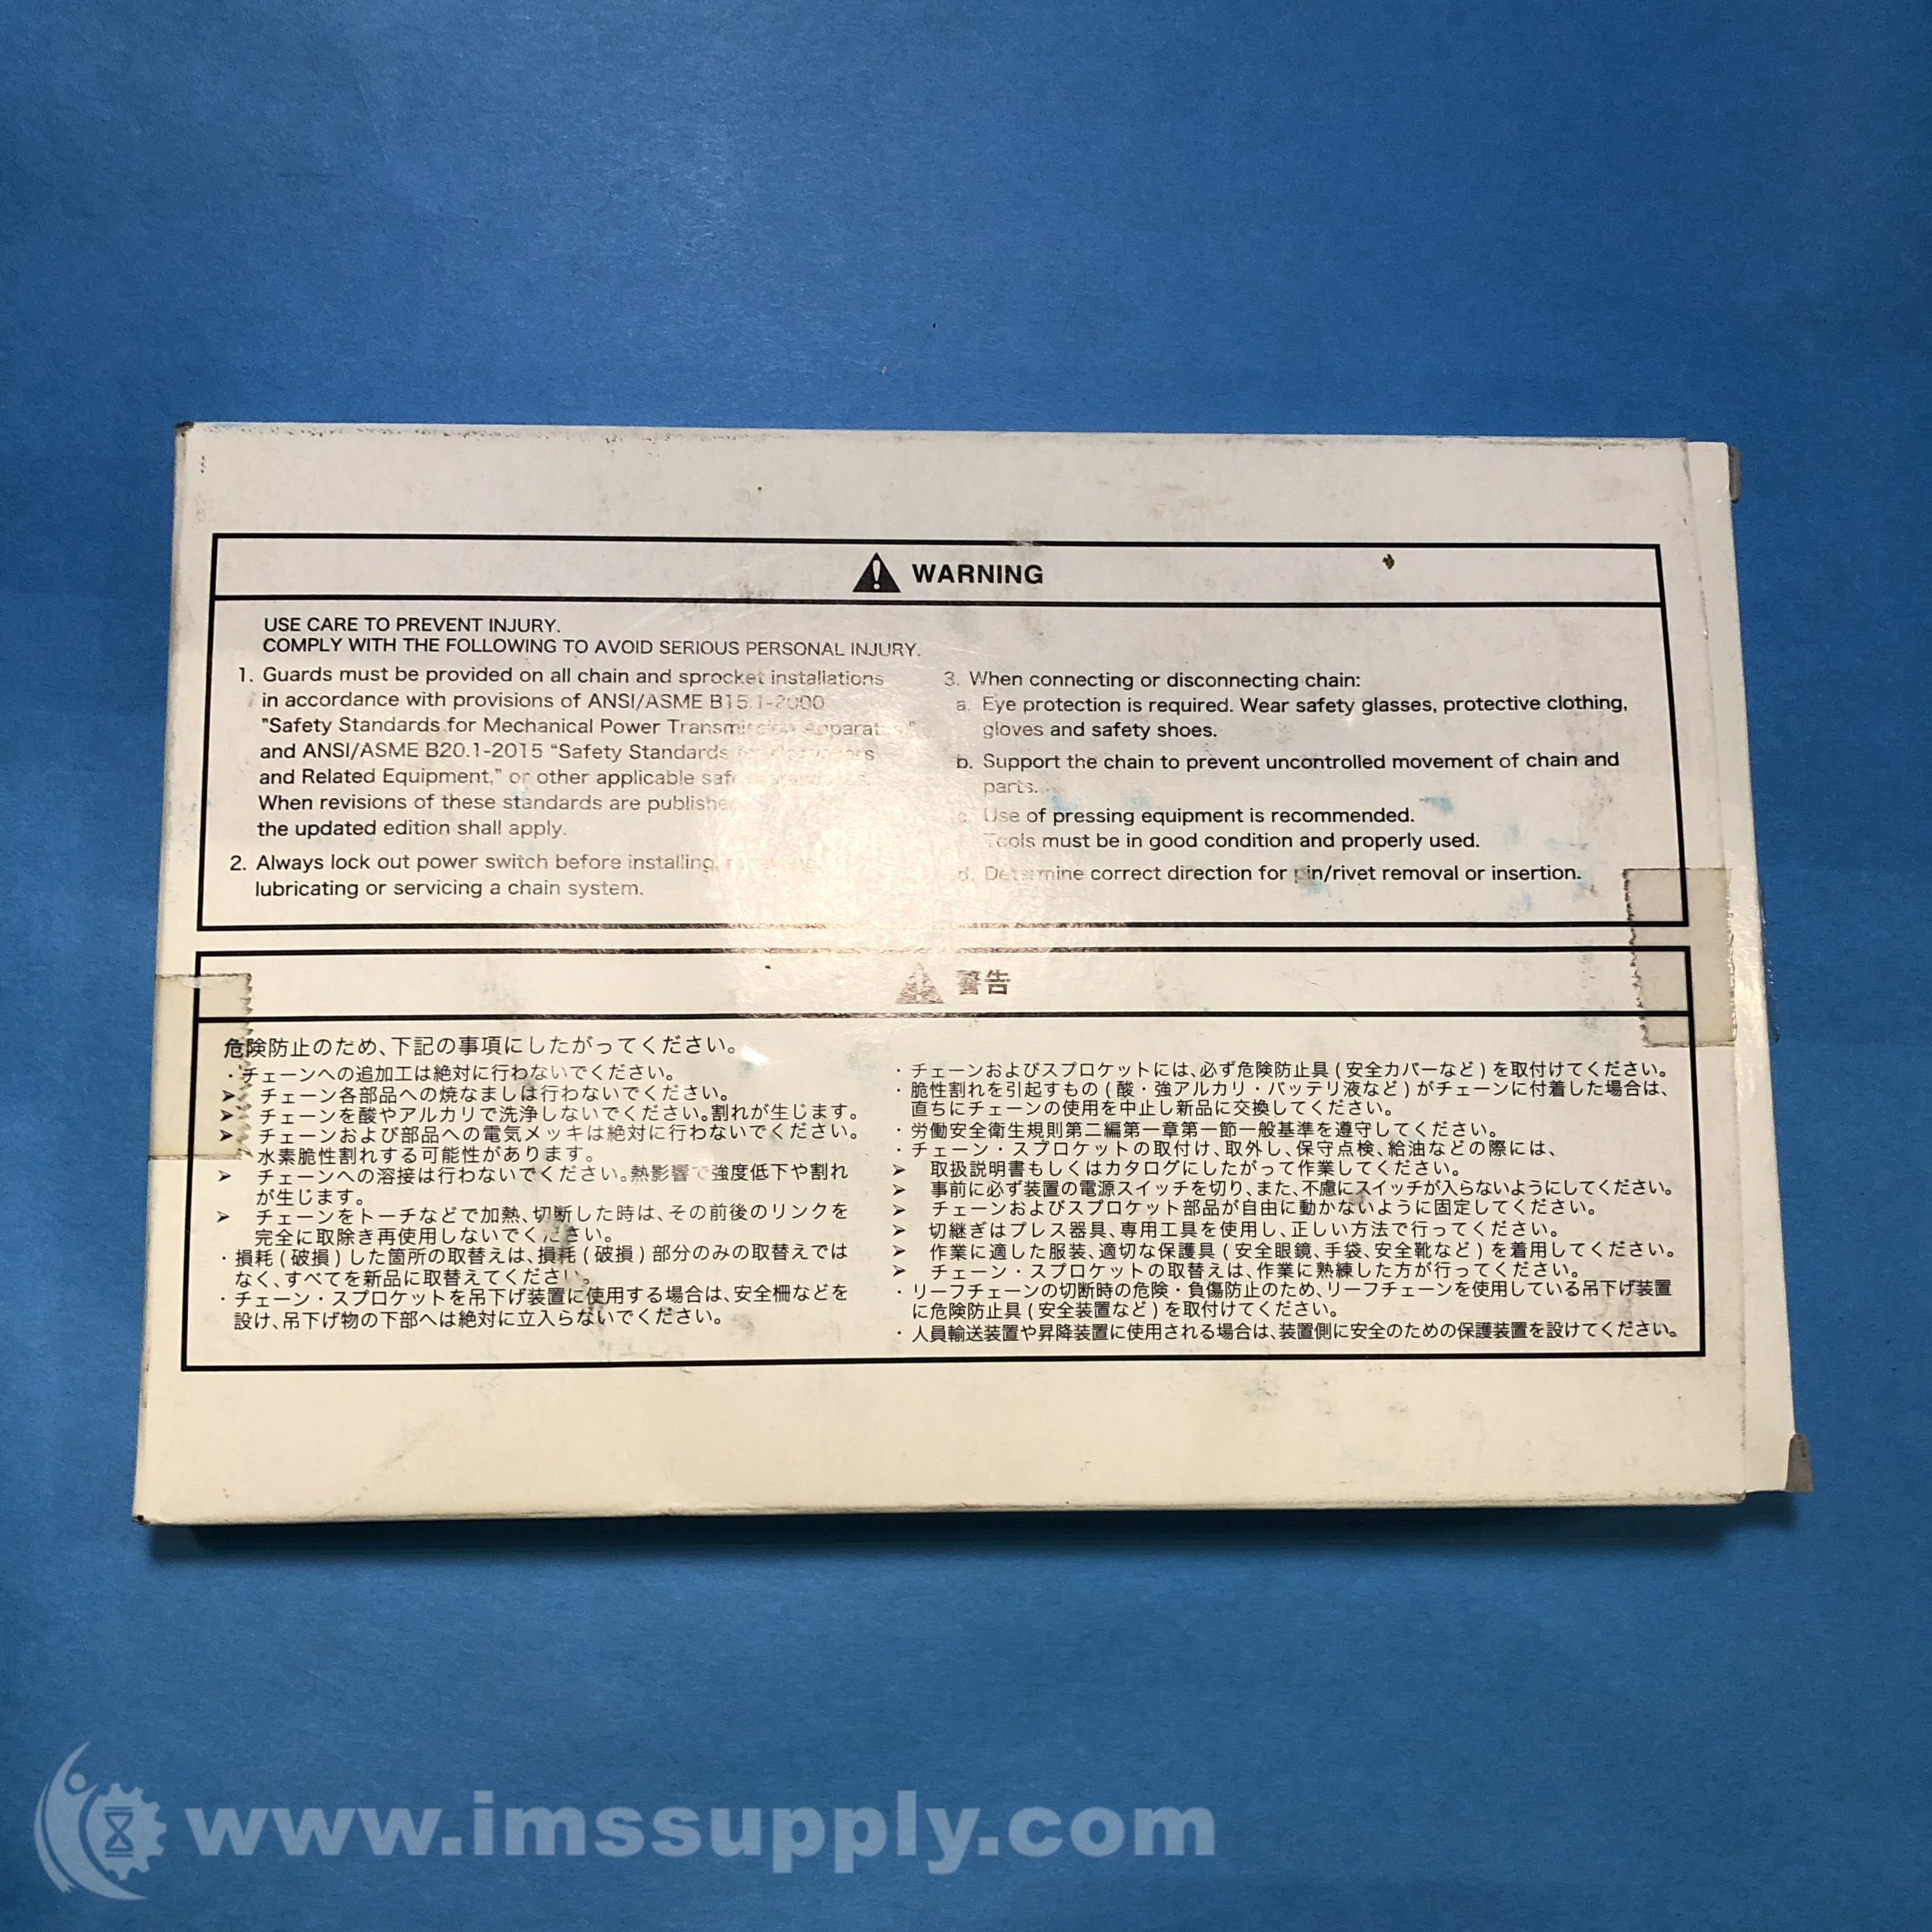 WARNING
USE CARE TO PREVENT INJURY.
COMPLY WITH THE FOLLOWING TO AVOID SERIOUS PERSONAL INJURY.
1. Guards must be provided on all chain and sprocket installations
in accordance with provisions of ANSI/ASME B15.1-2000
"Safety Standards for Mechanical Power Transmission Apparatus"
and ANSI/ASME B20.1-2015 "Safety Standards
and Related Equipment," or other applicable
When revisions of these standards are published
the updated edition shall apply.
2. Always lock out power switch before installing,
lubricating or servicing a chain system.
3. When connecting or disconnecting chain:
a. Eye protection is required. Wear safety glasses, protective clothing,
gloves and safety shoes.
b. Support the chain to prevent uncontrolled movement of chain and
parts.
c. Use of pressing equipment is recommended.
Tools must be in good condition and properly used.
d. Determine correct direction for pin/rivet removal or insertion.
警告
危険防止のため、下記の事項にしたがってください。
・チェーンへの追加工は絶対に行わないでください。
➢ チェーン各部品への焼なましは行わないでください。
➢ チェーンを酸やアルカリで洗浄しないでください。割れが生じます。
➢ チェーンおよび部品への電気メッキは絶対に行わないでください。
水素脆性割れする可能性があります。
➢ チェーンへの溶接は行わないでください。熱影響で強度低下や割れ
が生じます。
➢ チェーンをトーチなどで加熱、切断した時は、その前後のリンクを
完全に取除き再使用しないでください。
・損耗(破損)した箇所の取替えは、損耗(破損)部分のみの取替えでは
なく、すべてを新品に取替えてください。
・チェーン・スプロケットを吊下げ装置に使用する場合は、安全柵などを
設け、吊下げ物の下部へは絶対に立入らないでください。
・チェーンおよびスプロケットには、必ず危険防止具(安全カバーなど)を取付けてください。
・脆性割れを引起すもの(酸・強アルカリ・バッテリ液など)がチェーンに付着した場合は、
直ちにチェーンの使用を中止し新品に交換してください。
・労働安全衛生規則第二編第一章第一節一般基準を遵守してください。
・チェーン・スプロケットの取付け、取外し、保守点検、給油などの際には、
➢ 取扱説明書もしくはカタログにしたがって作業してください。
➢ 事前に必ず装置の電源スイッチを切り、また、不慮にスイッチが入らないようにしてください。
➢ チェーンおよびスプロケット部品が自由に動かないように固定してください。
➢ 切継ぎはプレス器具、専用工具を使用し、正しい方法で行ってください。
➢ 作業に適した服装、適切な保護具(安全眼鏡、手袋、安全靴など)を着用してください。
➢ チェーン・スプロケットの取替えは、作業に熟練した方が行ってください。
・リーフチェーンの切断時の危険・負傷防止のため、リーフチェーンを使用している吊下げ装置
に危険防止具(安全装置など)を取付けてください。
・人員輸送装置や昇降装置に使用される場合は、装置側に安全のための保護装置を設けてください。
www.imssupply.com